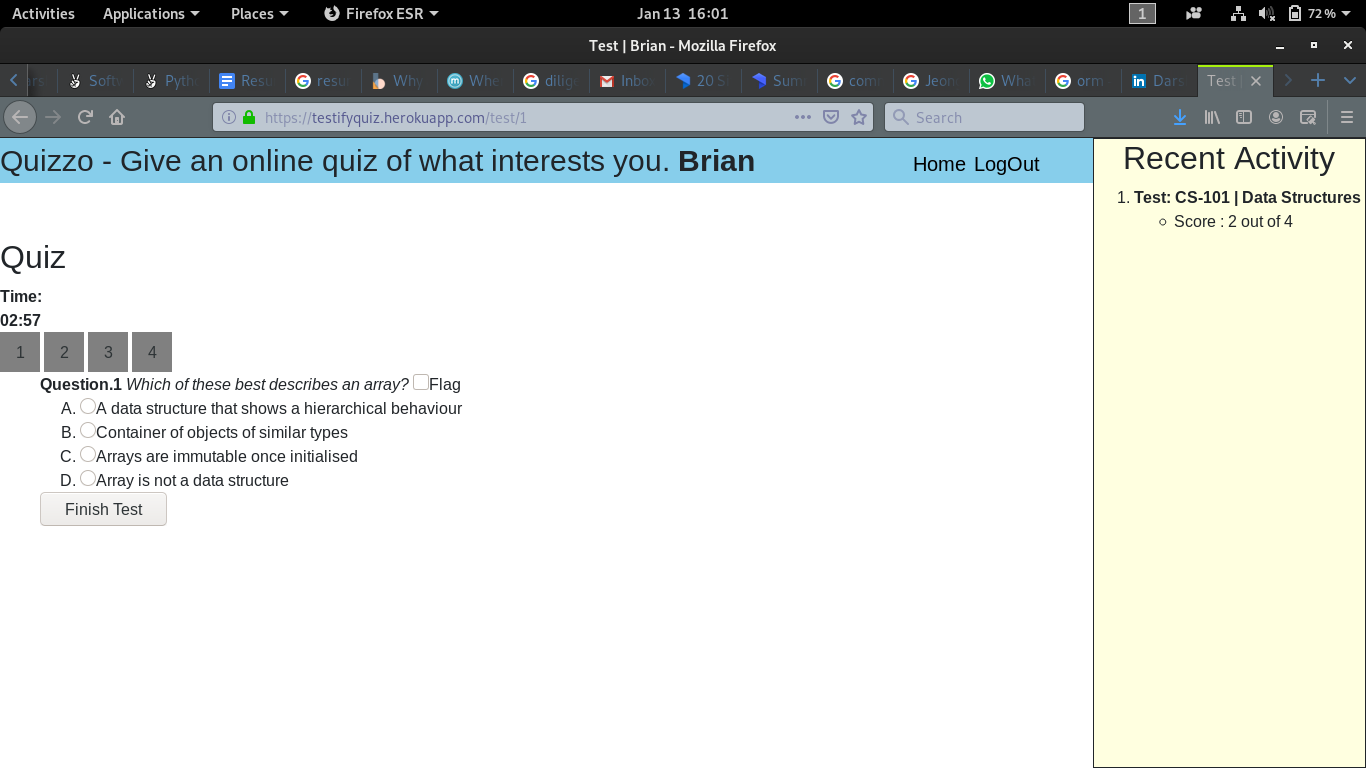 Activities Applications Places Firefox ESR Jan 13 16:01 1 72 %
Test | Brian - Mozilla Firefox
Softw Pyth Resu resu Why Whe dilig Inbo 20 S Sum com Jeon Wha orm Dars Test |
https://testifyquiz.herokuapp.com/test/1 Search
Quizzo - Give an online quiz of what interests you. Brian Home LogOut
Recent Activity
1. Test: CS-101 | Data Structures
Score : 2 out of 4
Quiz
Time:
02:57
1 2 3 4
Question.1 Which of these best describes an array? Flag
A. A data structure that shows a hierarchical behaviour
B. Container of objects of similar types
C. Arrays are immutable once initialised
D. Array is not a data structure
Finish Test